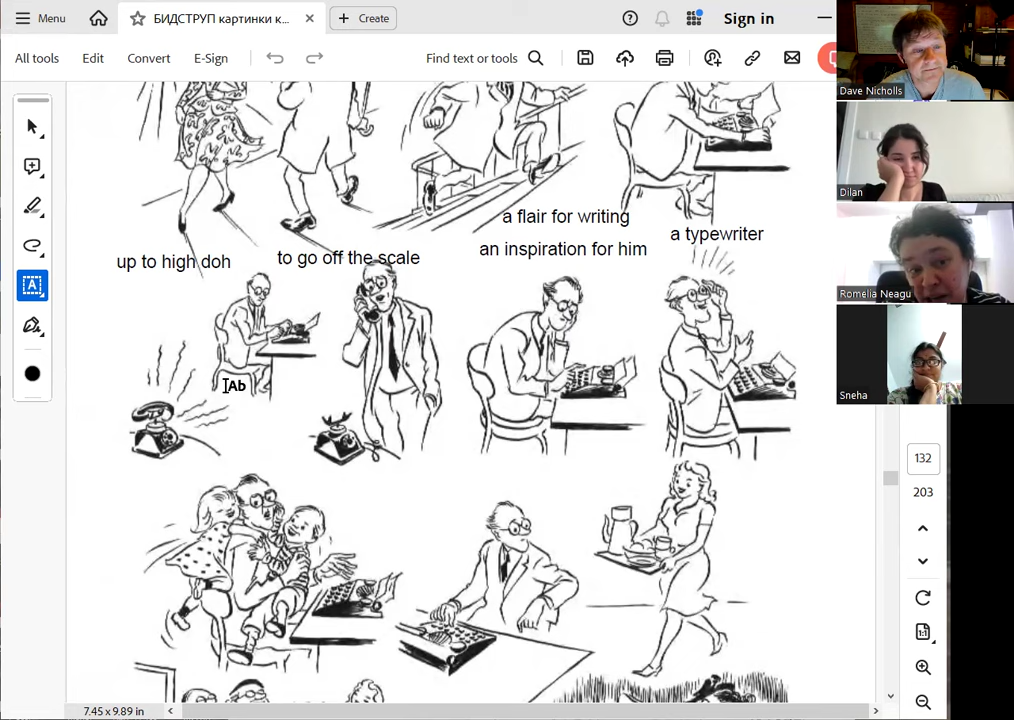 Menu
БИДСТРУП картинки к...
Create
Sign in
All tools
Edit
Convert
E-Sign
Find text or tools
Dave Nicholls
Dilan
Romelia Neagu
Sneha
a flair for writing
a typewriter
an inspiration for him
up to high doh
to go off the scale
A
Ab
132
203
1:1
7.45 x 9.89 in